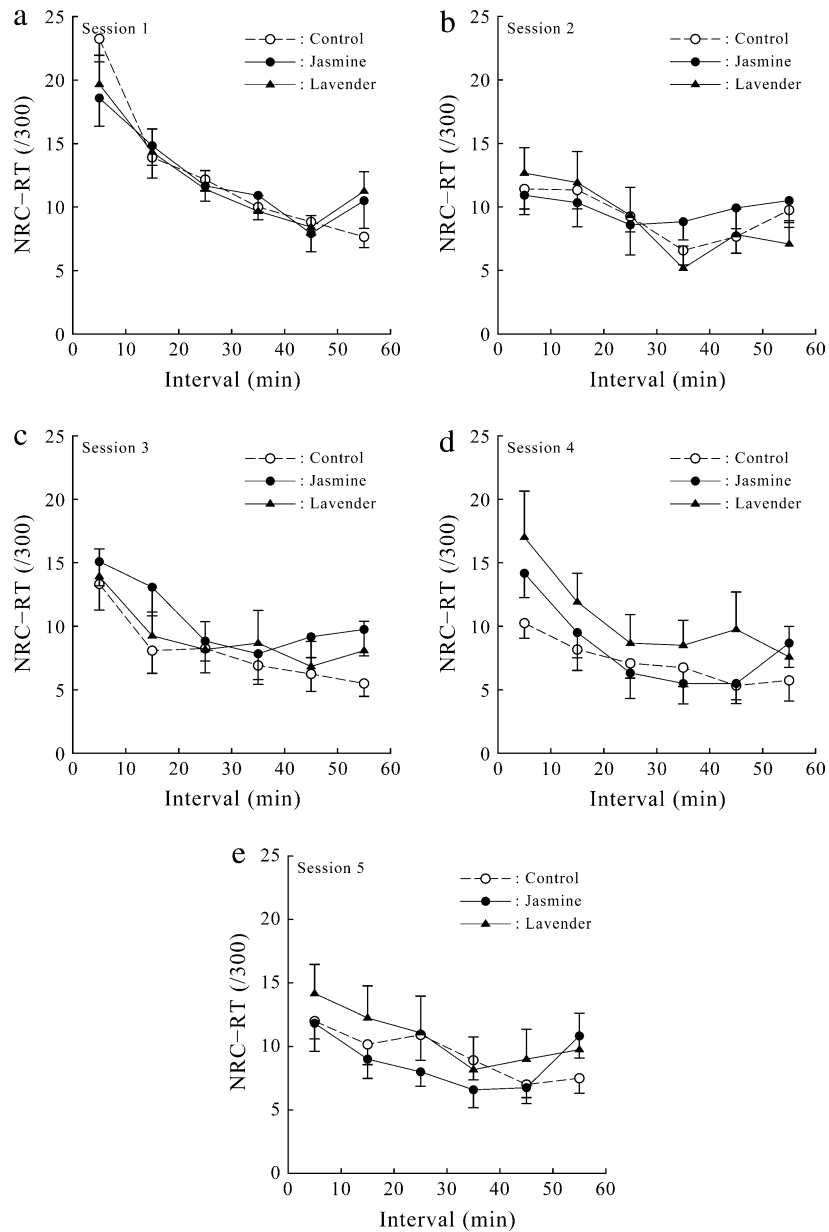 a
Session 1
: Control
: Jasmine
: Lavender
NRC−RT (/300)
25
20
15
10
5
0
0 10 20 30 40 50 60
Interval (min)
b
Session 2
: Control
: Jasmine
: Lavender
NRC−RT (/300)
25
20
15
10
5
0
0 10 20 30 40 50 60
Interval (min)
c
Session 3
: Control
: Jasmine
: Lavender
NRC−RT (/300)
25
20
15
10
5
0
0 10 20 30 40 50 60
Interval (min)
d
Session 4
: Control
: Jasmine
: Lavender
NRC−RT (/300)
25
20
15
10
5
0
0 10 20 30 40 50 60
Interval (min)
e
Session 5
: Control
: Jasmine
: Lavender
NRC−RT (/300)
25
20
15
10
5
0
0 10 20 30 40 50 60
Interval (min)